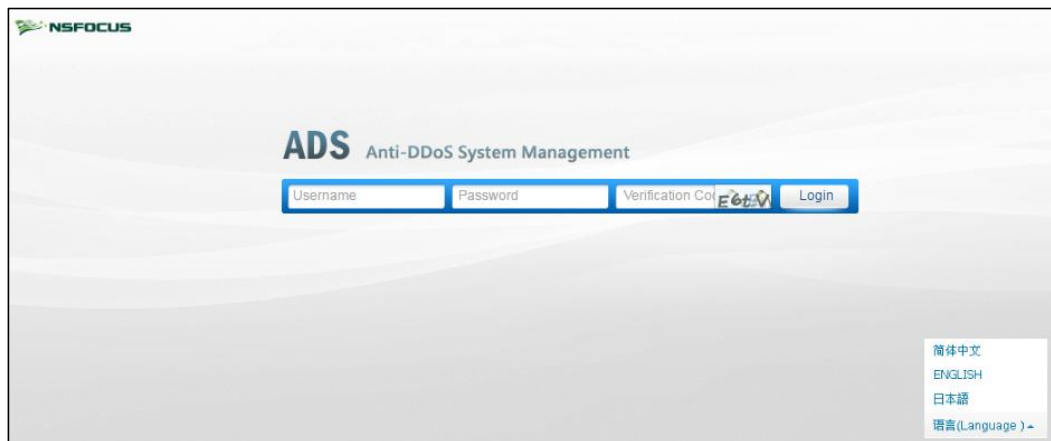 NSFOCUS
ADS Anti-DDoS System Management
Username Password Verification Co Login
简体中文
ENGLISH
日本語
语言(Language)